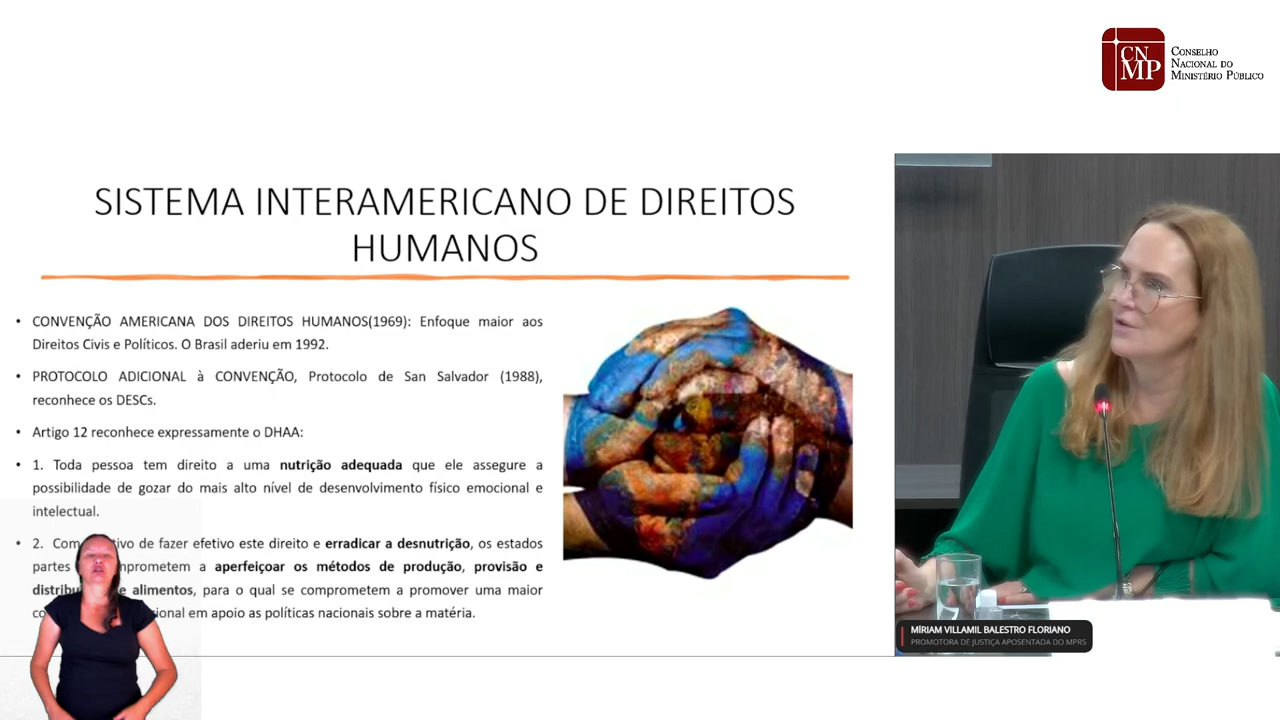 CN
MP
CONSELHO
NACIONAL DO
MINISTÉRIO PÚBLICO
SISTEMA INTERAMERICANO DE DIREITOS
HUMANOS
• CONVENÇÃO AMERICANA DOS DIREITOS HUMANOS(1969): Enfoque maior aos
Direitos Civis e Políticos. O Brasil aderiu em 1992.
• PROTOCOLO ADICIONAL à CONVENÇÃO, Protocolo de San Salvador (1988),
reconhece os DESCs.
• Artigo 12 reconhece expressamente o DHAA:
• 1. Toda pessoa tem direito a uma nutrição adequada que ele assegure a
possibilidade de gozar do mais alto nível de desenvolvimento físico emocional e
intelectual.
• 2. Com tivo de fazer efetivo este direito e erradicar a desnutrição, os estados
partes mprometem a aperfeiçoar os métodos de produção, provisão e
distribu e alimentos, para o qual se comprometem a promover uma maior
em apoio as políticas nacionais sobre a matéria.
MÍRIAM VILLAMIL BALESTRO FLORIANO
PROMOTORA DE JUSTIÇA APOSENTADA DO MPRS